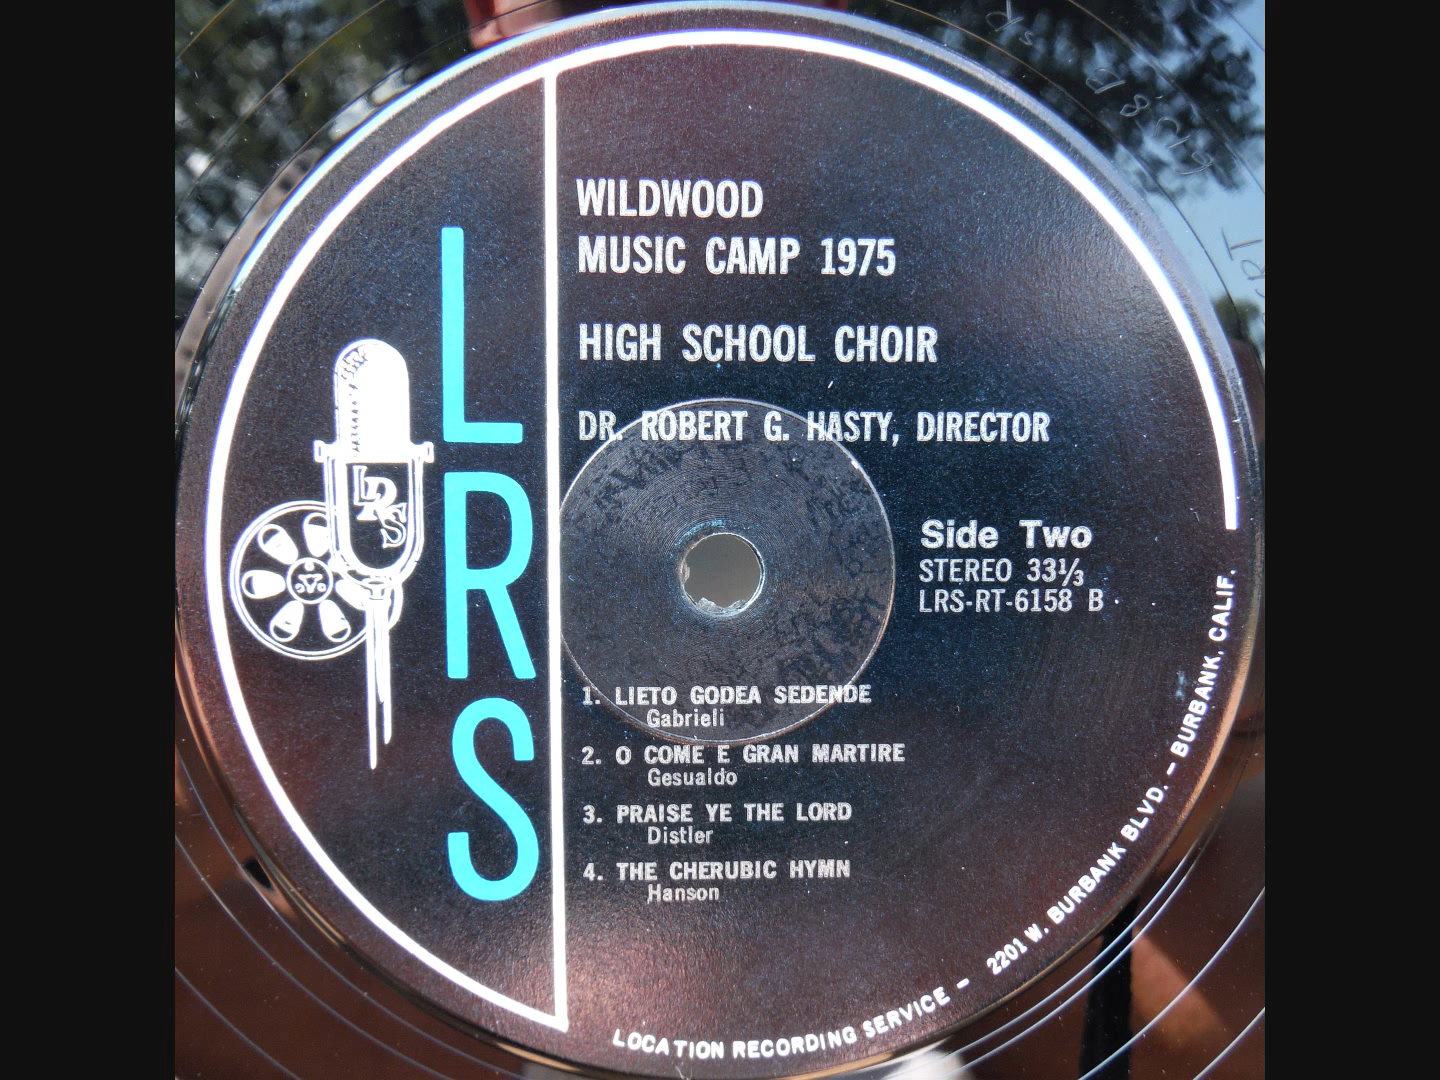 WILDWOOD
MUSIC CAMP 1975
HIGH SCHOOL CHOIR
DR. ROBERT G. HASTY, DIRECTOR
LRS
LRS
Side Two
STEREO 33⅓
LRS-RT-6158 B
1. LIETO GODEA SEDENDE
Gabrieli
2. O COME E GRAN MARTIRE
Gesualdo
3. PRAISE YE THE LORD
Distler
4. THE CHERUBIC HYMN
Hanson
LOCATION RECORDING SERVICE – 2201 W. BURBANK BLVD. – BURBANK, CALIF.